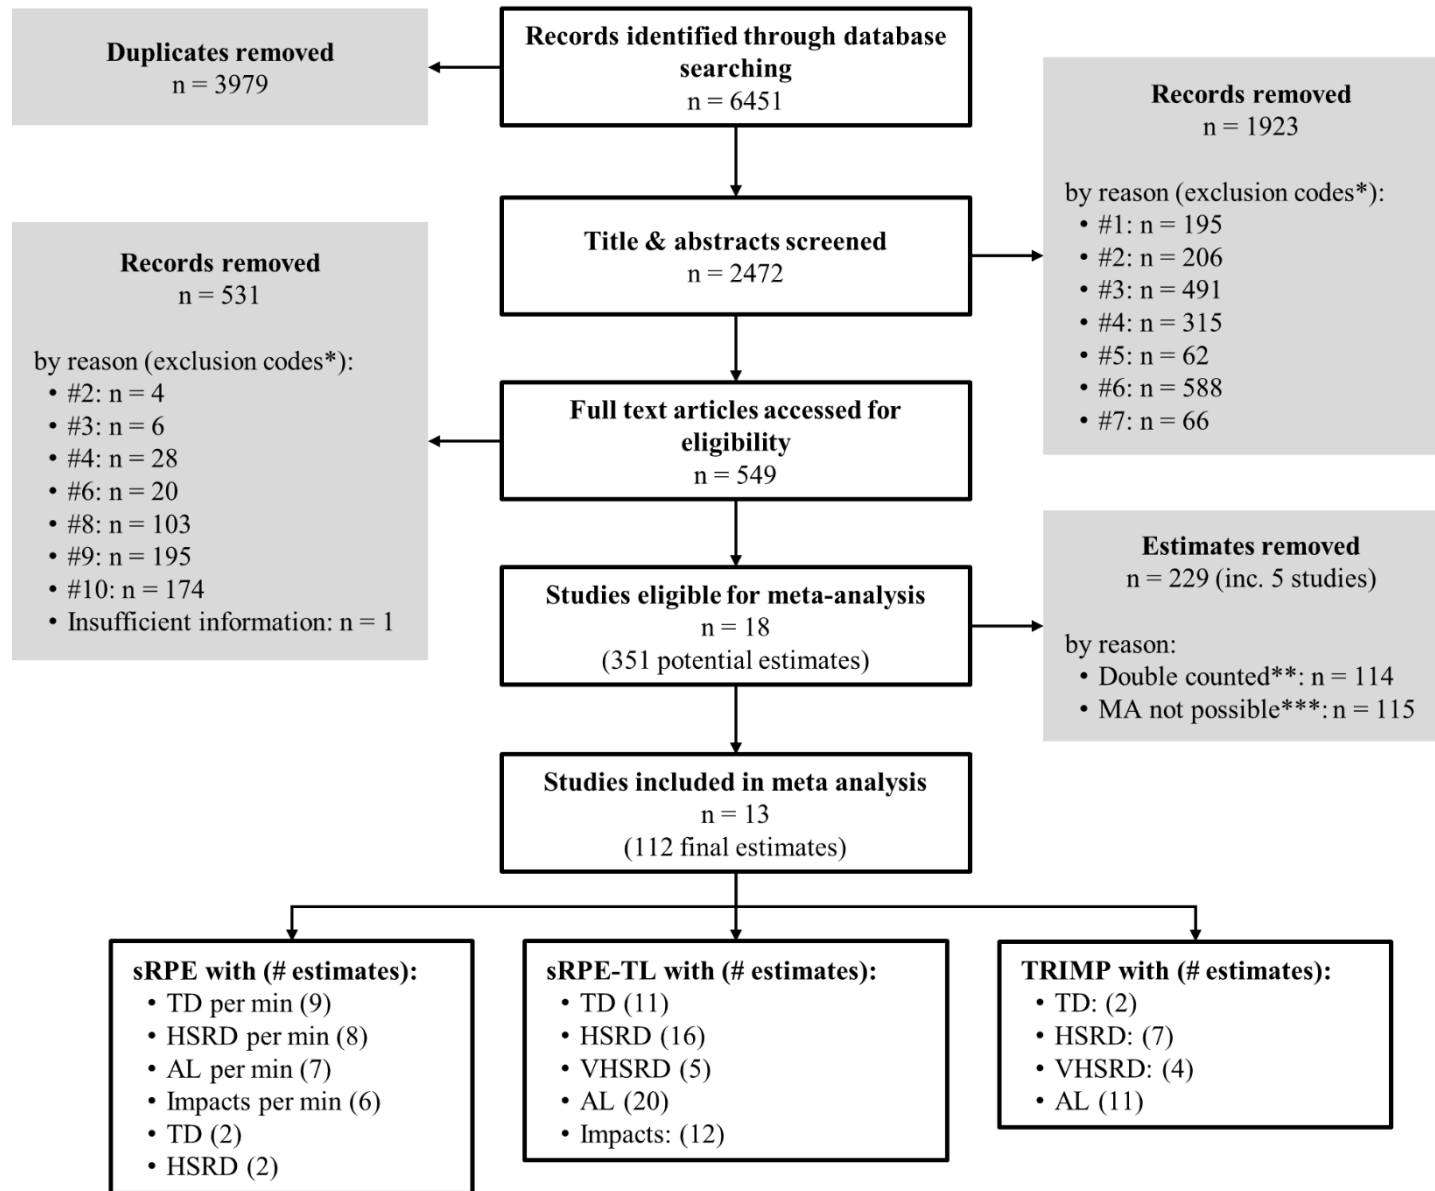 Duplicates removed
n = 3979
Records identified through database
searching
n = 6451
Records removed
n = 1923
by reason (exclusion codes*):
• #1: n = 195
• #2: n = 206
• #3: n = 491
• #4: n = 315
• #5: n = 62
• #6: n = 588
• #7: n = 66
Title & abstracts screened
n = 2472
Records removed
n = 531
by reason (exclusion codes*):
• #2: n = 4
• #3: n = 6
• #4: n = 28
• #6: n = 20
• #8: n = 103
• #9: n = 195
• #10: n = 174
• Insufficient information: n = 1
Full text articles accessed for
eligibility
n = 549
Studies eligible for meta-analysis
n = 18
(351 potential estimates)
Estimates removed
n = 229 (inc. 5 studies)
by reason:
• Double counted**: n = 114
• MA not possible***: n = 115
Studies included in meta analysis
n = 13
(112 final estimates)
sRPE with (# estimates):
• TD per min (9)
• HSRD per min (8)
• AL per min (7)
• Impacts per min (6)
• TD (2)
• HSRD (2)
sRPE-TL with (# estimates):
• TD (11)
• HSRD (16)
• VHSRD (5)
• AL (20)
• Impacts: (12)
TRIMP with (# estimates):
• TD: (2)
• HSRD: (7)
• VHSRD: (4)
• AL (11)